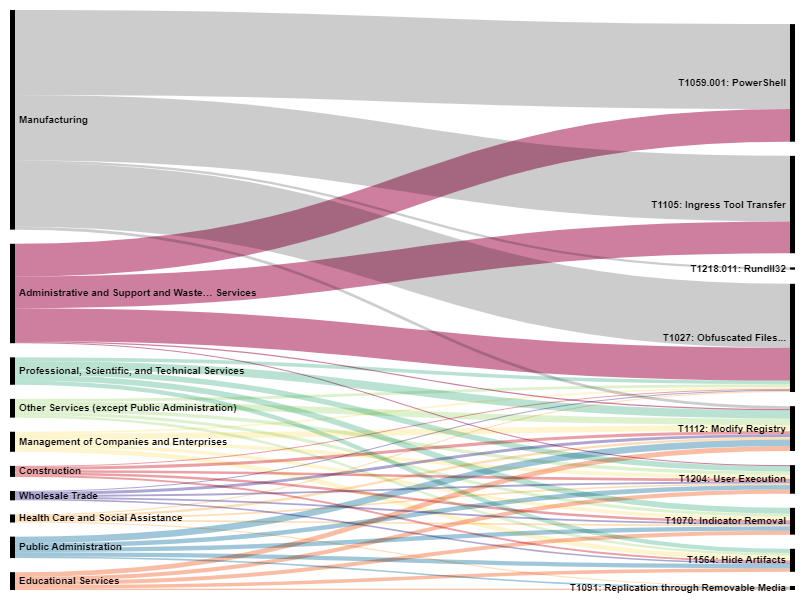 Manufacturing
Administrative and Support and Waste... Services
Professional, Scientific, and Technical Services
Other Services (except Public Administration)
Management of Companies and Enterprises
Construction
Wholesale Trade
Health Care and Social Assistance
Public Administration
Educational Services
T1059.001: PowerShell
T1105: Ingress Tool Transfer
T1218.011: Rundll32
T1027: Obfuscated Files...
T1112: Modify Registry
T1204: User Execution
T1070: Indicator Removal
T1564: Hide Artifacts
T1091: Replication through Removable Media